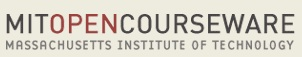 MITOPENCOURSEWARE
MASSACHUSETTS INSTITUTE OF TECHNOLOGY